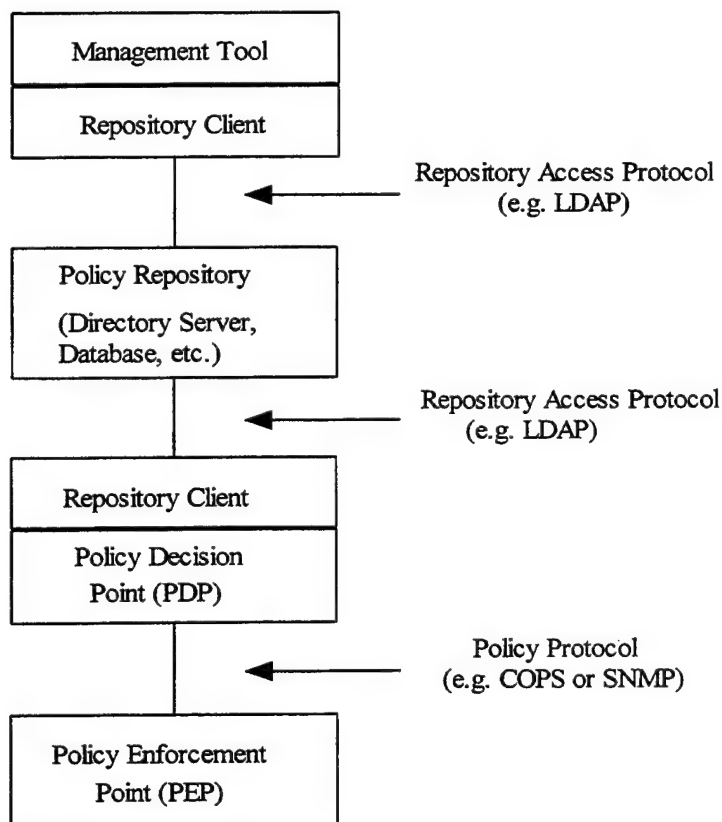 Management Tool
Repository Client
Repository Access Protocol
(e.g. LDAP)
Policy Repository
(Directory Server,
Database, etc.)
Repository Access Protocol
(e.g. LDAP)
Repository Client
Policy Decision
Point (PDP)
Policy Protocol
(e.g. COPS or SNMP)
Policy Enforcement
Point (PEP)